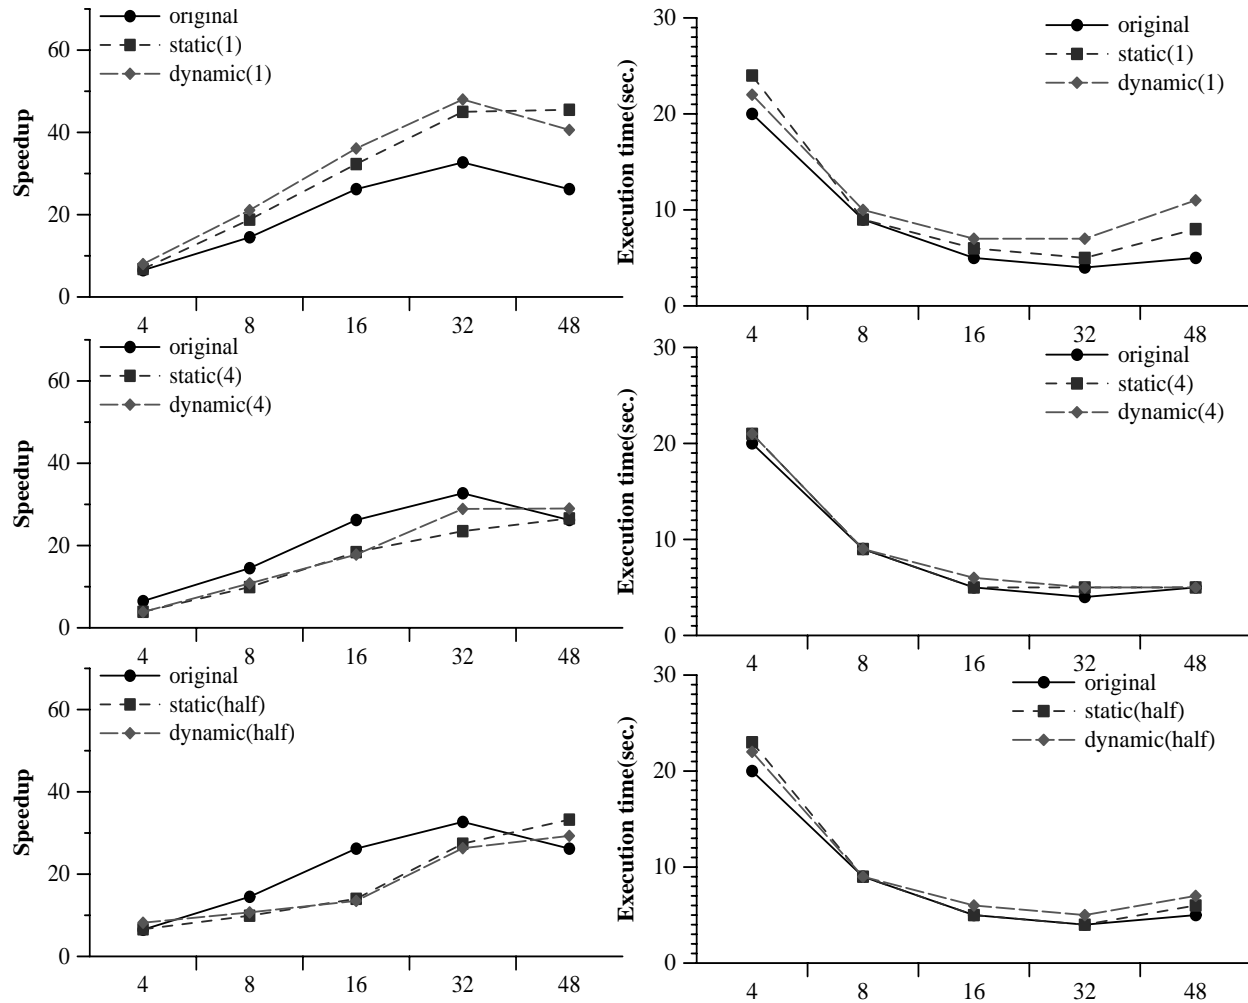 original
static(1)
dynamic(1)
Speedup
60
40
20
0
4 8 16 32 48
original
static(1)
dynamic(1)
Execution time(sec.)
30
20
10
0
4 8 16 32 48
original
static(4)
dynamic(4)
Speedup
60
40
20
0
4 8 16 32 48
original
static(4)
dynamic(4)
Execution time(sec.)
30
20
10
0
4 8 16 32 48
original
static(half)
dynamic(half)
Speedup
60
40
20
0
4 8 16 32 48
original
static(half)
dynamic(half)
Execution time(sec.)
30
20
10
0
4 8 16 32 48